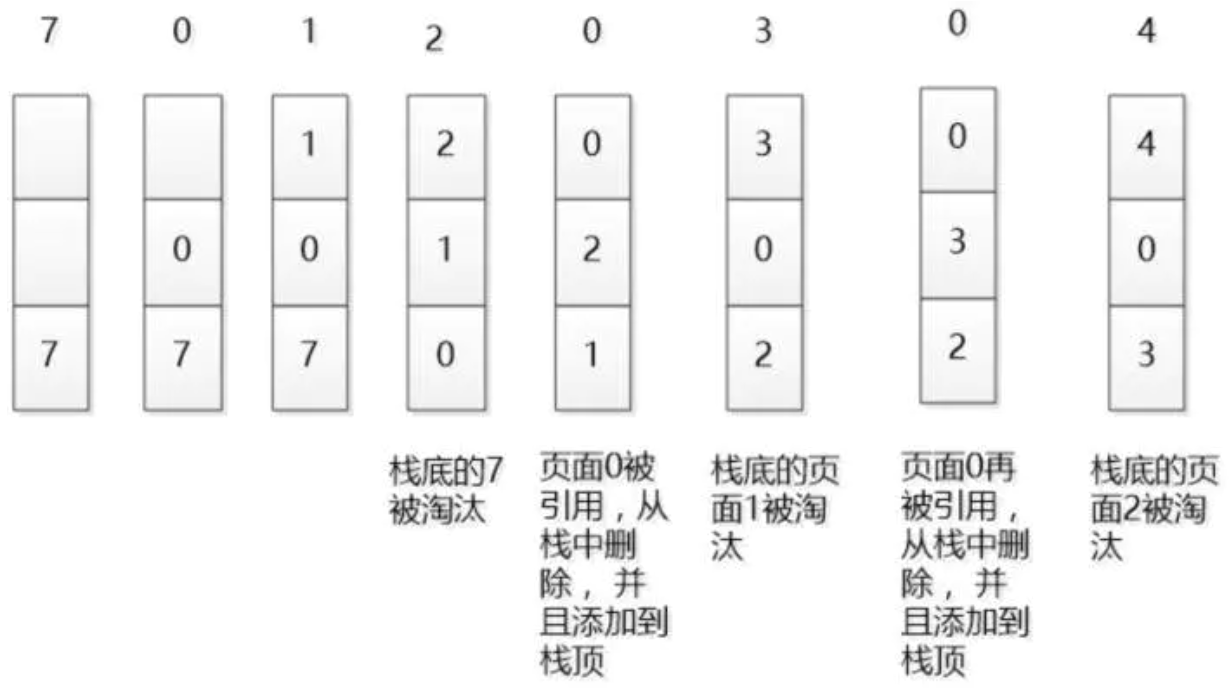 7 0 1 2 0 3 0 4
1 2 0 3 0 4
0 0 1 2 0 3 0
7 7 7 0 1 2 2 3
栈底的7
被淘汰
页面0被
引用，从
栈中删
除， 并
且添加到
栈顶
栈底的页
面1被淘
汰
页面0再
被引用，
从栈中删
除， 并
且添加到
栈顶
栈底的页
面2被淘
汰